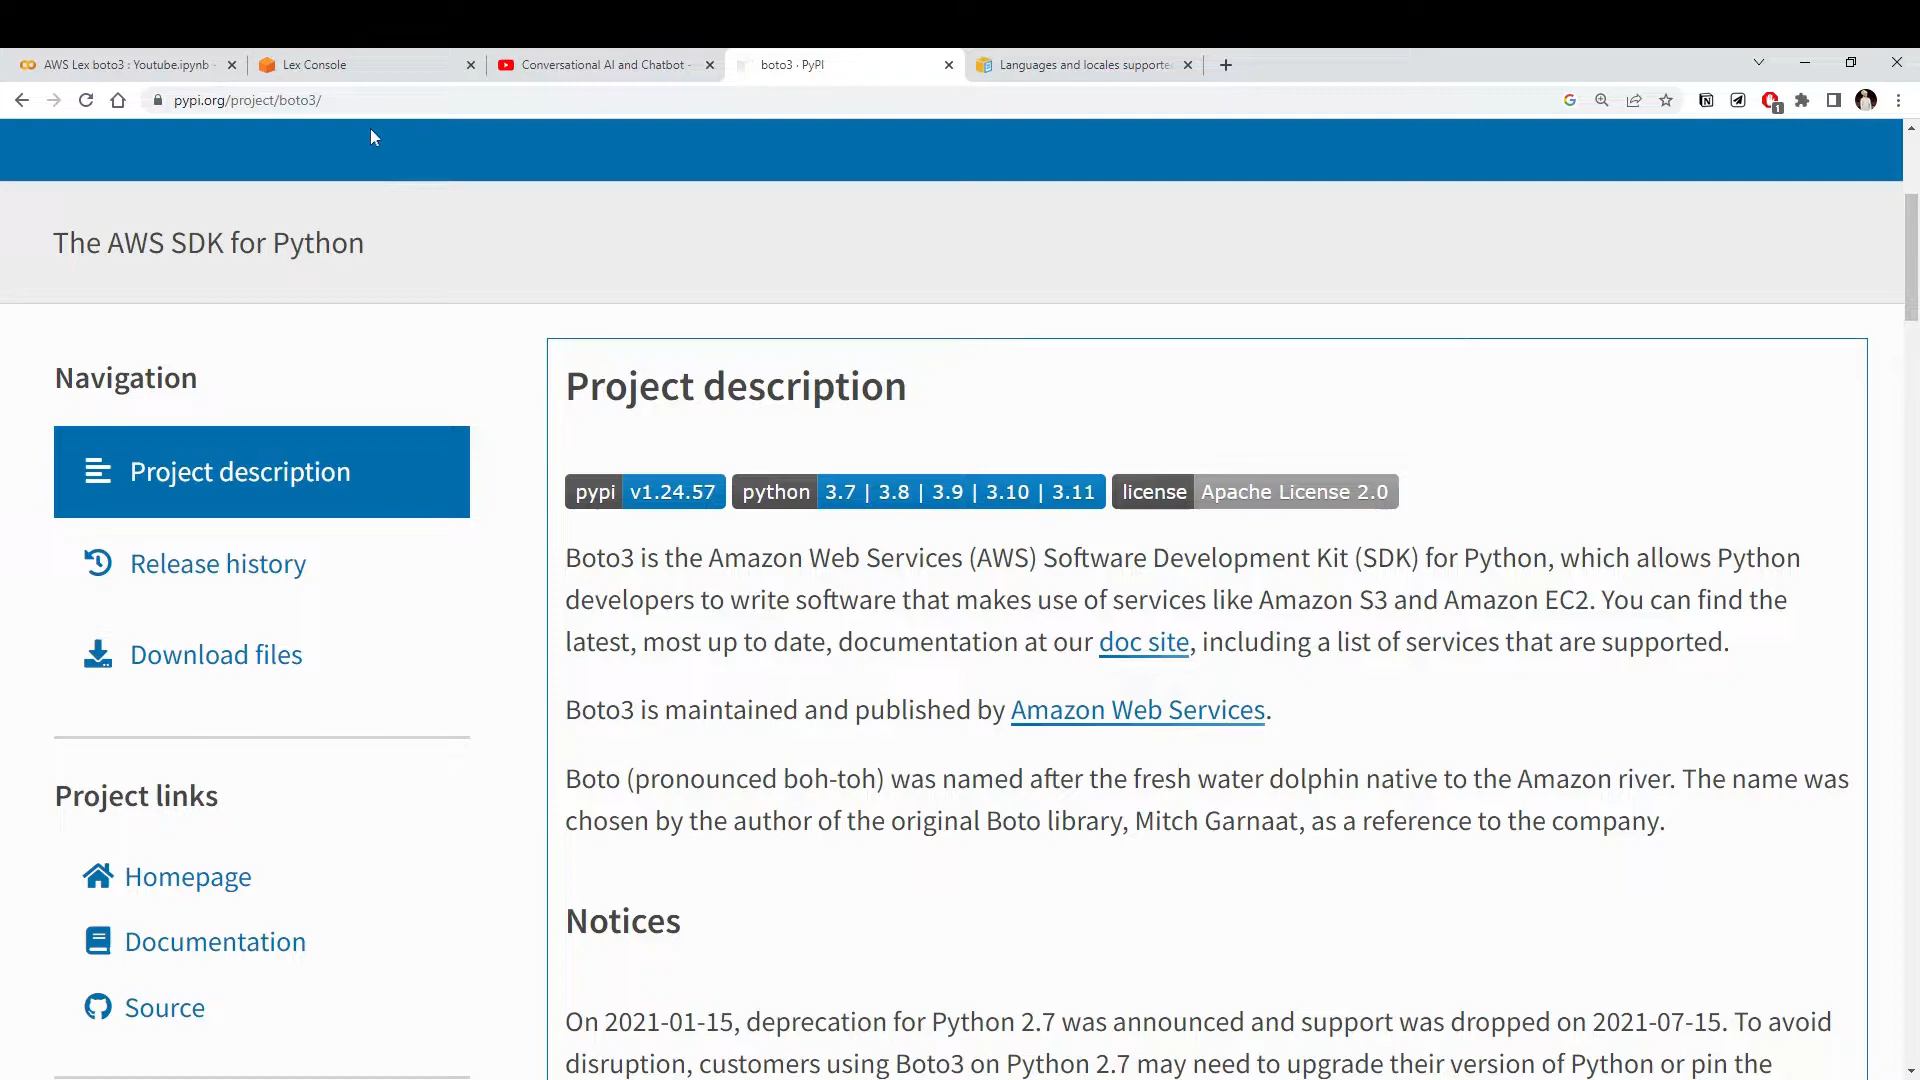 AWS Lex boto3 : Youtube.ipynb -
Lex Console
Conversational AI and Chatbot -
boto3 · PyPI
Languages and locales supporte
pypi.org/project/boto3/
1
The AWS SDK for Python
Navigation
Project description
Release history
Download files
Project links
Homepage
Documentation
Source
Project description
pypi v1.24.57 python 3.7 | 3.8 | 3.9 | 3.10 | 3.11 license Apache License 2.0
Boto3 is the Amazon Web Services (AWS) Software Development Kit (SDK) for Python, which allows Python
developers to write software that makes use of services like Amazon S3 and Amazon EC2. You can find the
latest, most up to date, documentation at our doc site, including a list of services that are supported.
Boto3 is maintained and published by Amazon Web Services.
Boto (pronounced boh-toh) was named after the fresh water dolphin native to the Amazon river. The name was
chosen by the author of the original Boto library, Mitch Garnaat, as a reference to the company.
Notices
On 2021-01-15, deprecation for Python 2.7 was announced and support was dropped on 2021-07-15. To avoid
disruption, customers using Boto3 on Python 2.7 may need to upgrade their version of Python or pin the